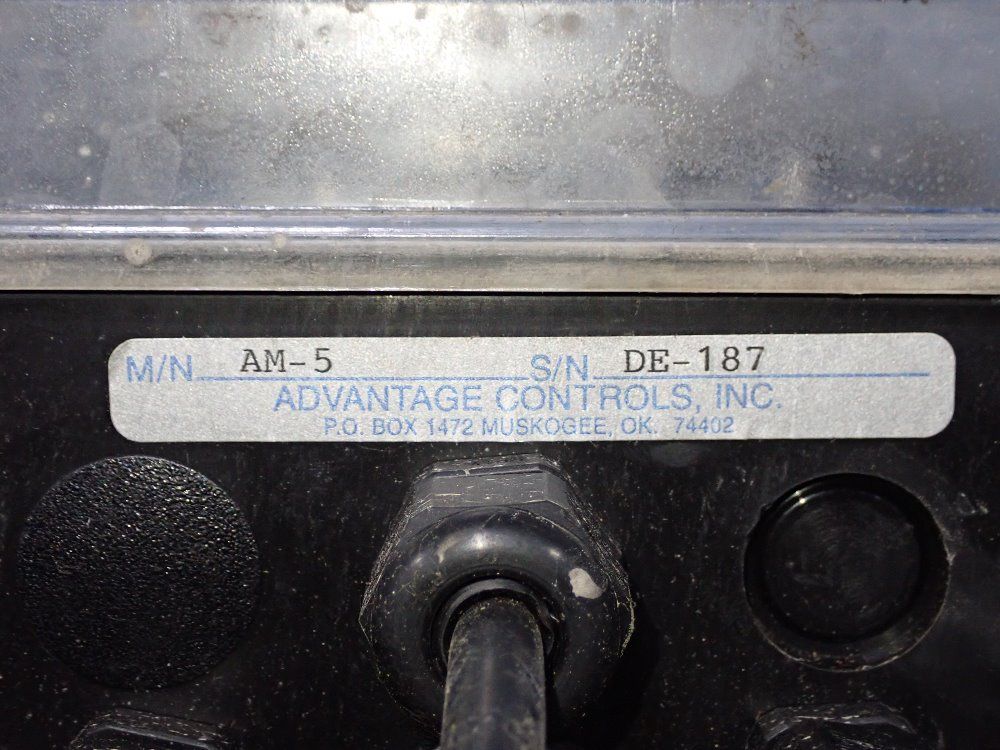 M/N AM-5 S/N DE-187
ADVANTAGE CONTROLS, INC.
P.O. BOX 1472 MUSKOGEE, OK. 74402